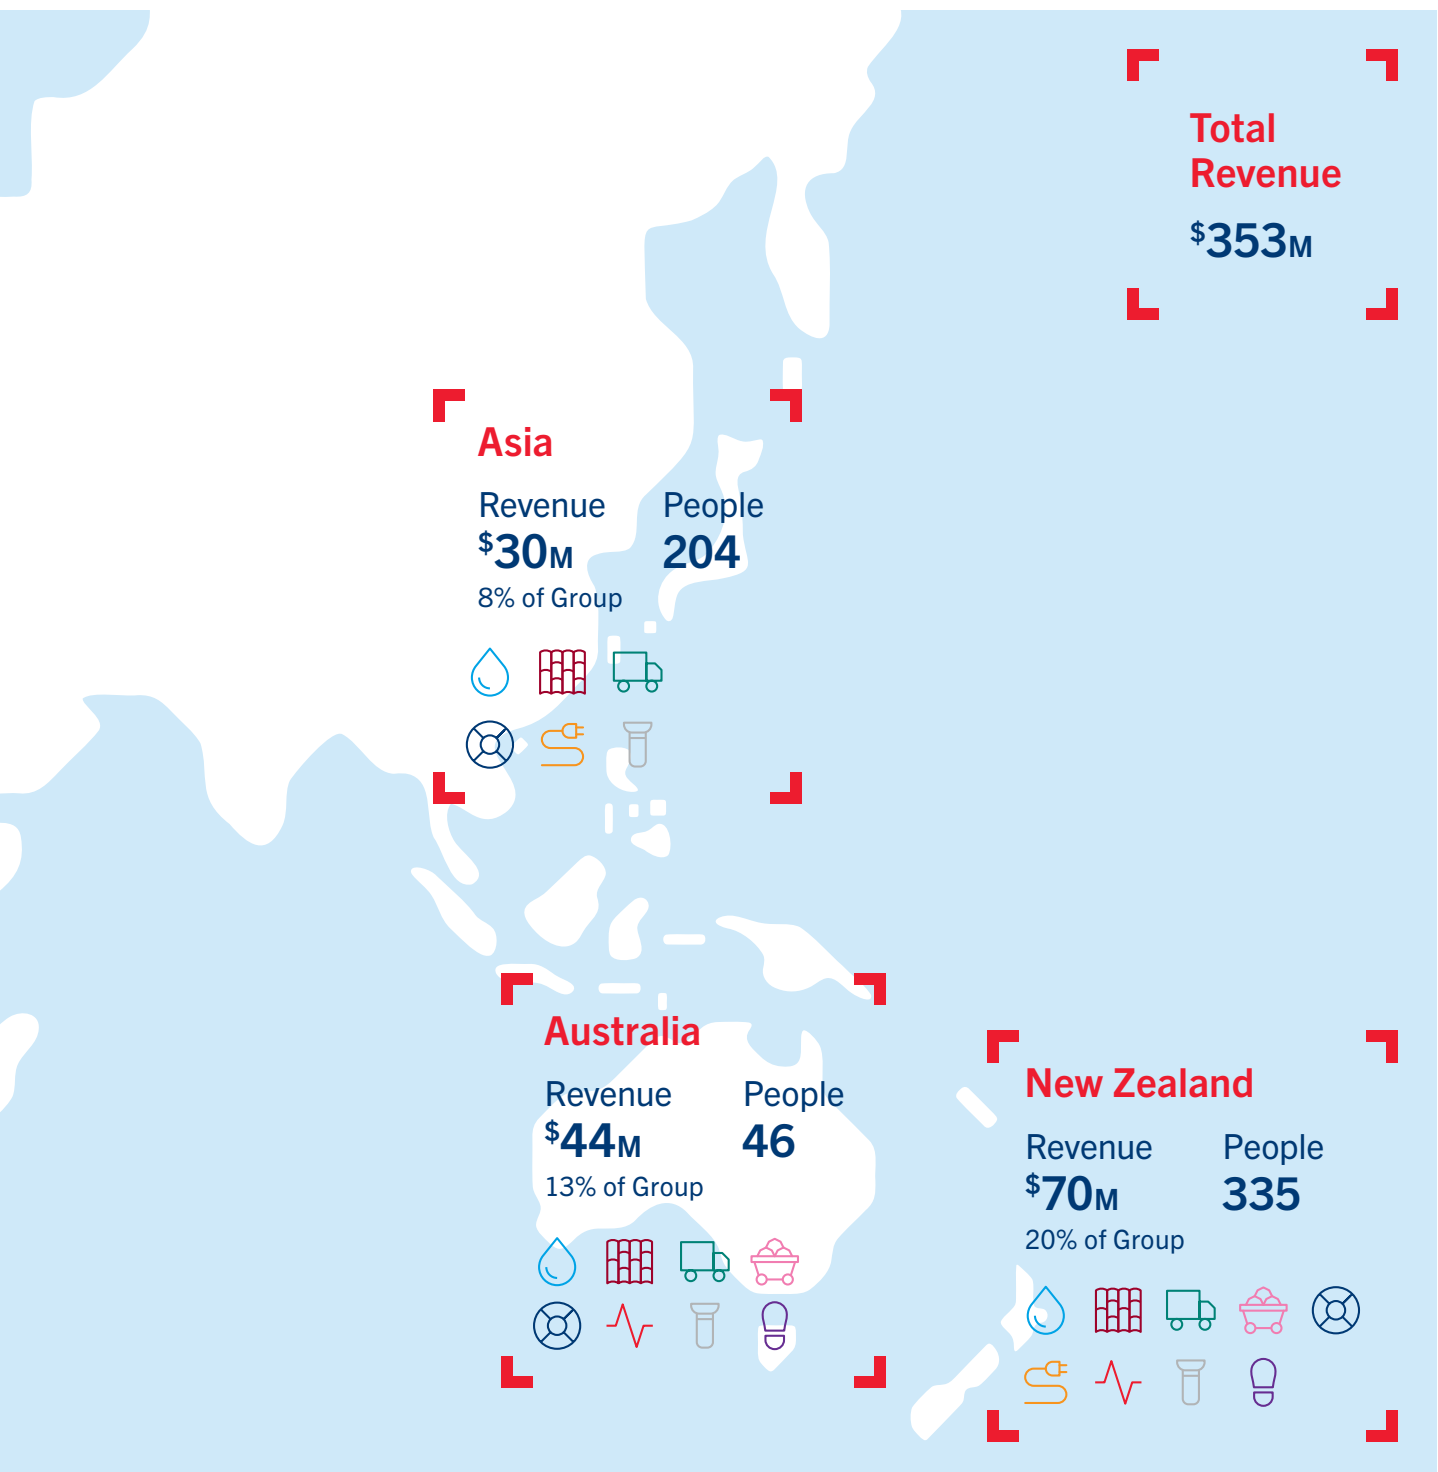 Total
Revenue
$353M
Asia
Revenue People
$30M 204
8% of Group
Australia
Revenue People
$44M 46
13% of Group
New Zealand
Revenue People
$70M 335
20% of Group